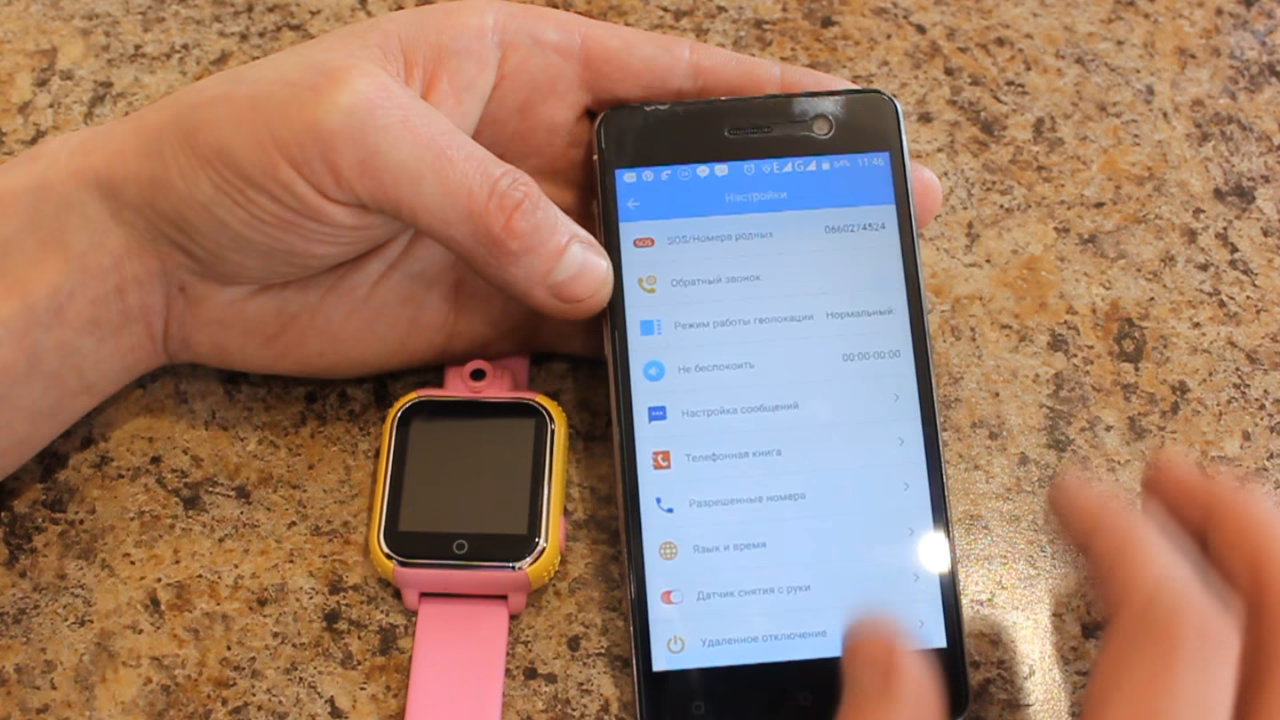 E G 64% 11:46
Настройки
SOS SOS/Номера родных 0660274524
Обратный звонок
Режим работы геолокации Нормальный
Не беспокоить 00:00-00:00
Настройка сообщений
Телефонная книга
Разрешенные номера
Язык и время
Датчик снятия с руки
Удаленное отключение